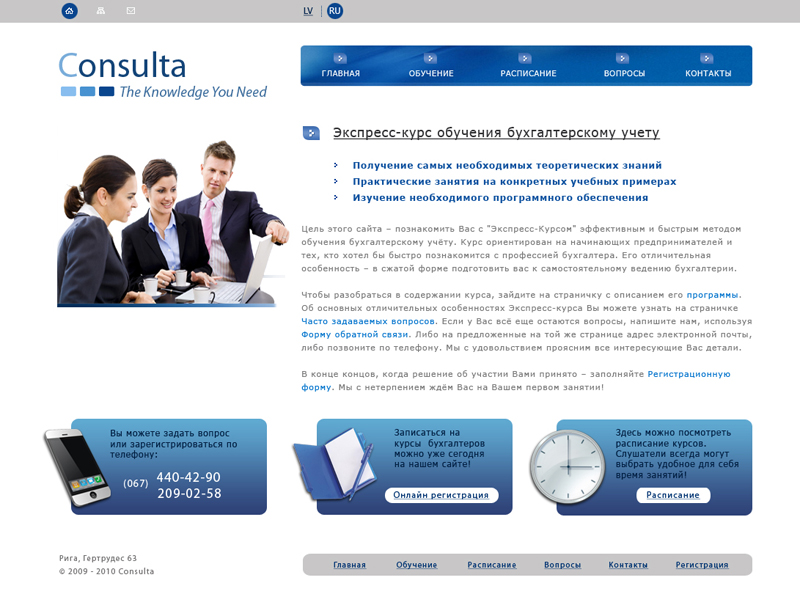 LV | RU
Consulta
The Knowledge You Need
ГЛАВНАЯ ОБУЧЕНИЕ РАСПИСАНИЕ ВОПРОСЫ КОНТАКТЫ
Экспресс-курс обучения бухгалтерскому учету
Получение самых необходимых теоретических знаний
Практические занятия на конкретных учебных примерах
Изучение необходимого программного обеспечения
Цель этого сайта – познакомить Вас с "Экспресс-Курсом" эффективным и быстрым методом
обучения бухгалтерскому учёту. Курс ориентирован на начинающих предпринимателей и
тех, кто хотел бы быстро познакомится с профессией бухгалтера. Его отличительная
особенность – в сжатой форме подготовить вас к самостоятельному ведению бухгалтерии.
Чтобы разобраться в содержании курса, зайдите на страничку с описанием его программы.
Об основных отличительных особенностях Экспресс-курса Вы можете узнать на страничке
Часто задаваемых вопросов. Если у Вас всё еще остаются вопросы, напишите нам, используя
Форму обратной связи. Либо на предложенные на той же странице адрес электронной почты,
либо позвоните по телефону. Мы с удовольствием проясним все интересующие Вас детали.
В конце концов, когда решение об участии Вами принято – заполняйте Регистрационную
форму. Мы с нетерпением ждём Вас на Вашем первом занятии!
Вы можете задать вопрос
или зарегистрироваться по
телефону:
(067) 440-42-90
209-02-58
Записаться на
курсы бухгалтеров
можно уже сегодня
на нашем сайте!
Онлайн регистрация
Здесь можно посмотреть
расписание курсов.
Слушатели всегда могут
выбрать удобное для себя
время занятий!
Расписание
Рига, Гертрудес 63
© 2009 - 2010 Consulta
Главная Обучение Расписание Вопросы Контакты Регистрация